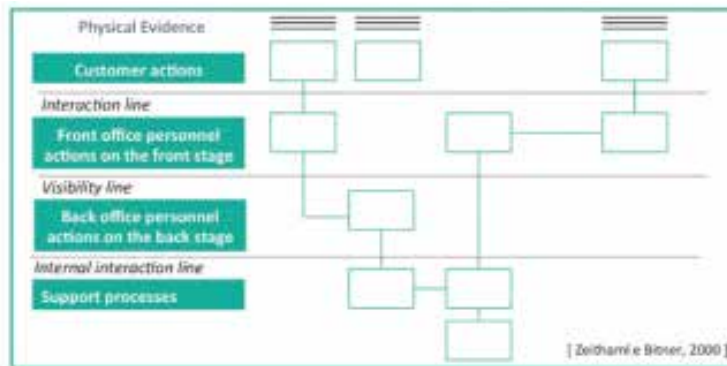 Physical Evidence
Customer actions
Interaction line
Front office personnel
actions on the front stage
Visibility line
Back office personnel
actions on the back stage
Internal interaction line
Support processes
[ Zeithaml e Bitner, 2000 ]